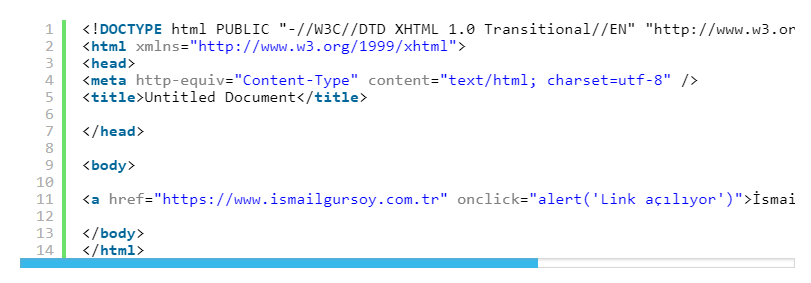 1 <!DOCTYPE html PUBLIC "-//W3C//DTD XHTML 1.0 Transitional//EN" "http://www.w3.or
2 <html xmlns="http://www.w3.org/1999/xhtml">
3 <head>
4 <meta http-equiv="Content-Type" content="text/html; charset=utf-8" />
5 <title>Untitled Document</title>
6
7 </head>
8
9 <body>
10
11 <a href="https://www.ismailgursoy.com.tr" onclick="alert('Link açılıyor')">İsmai
12
13 </body>
14 </html>